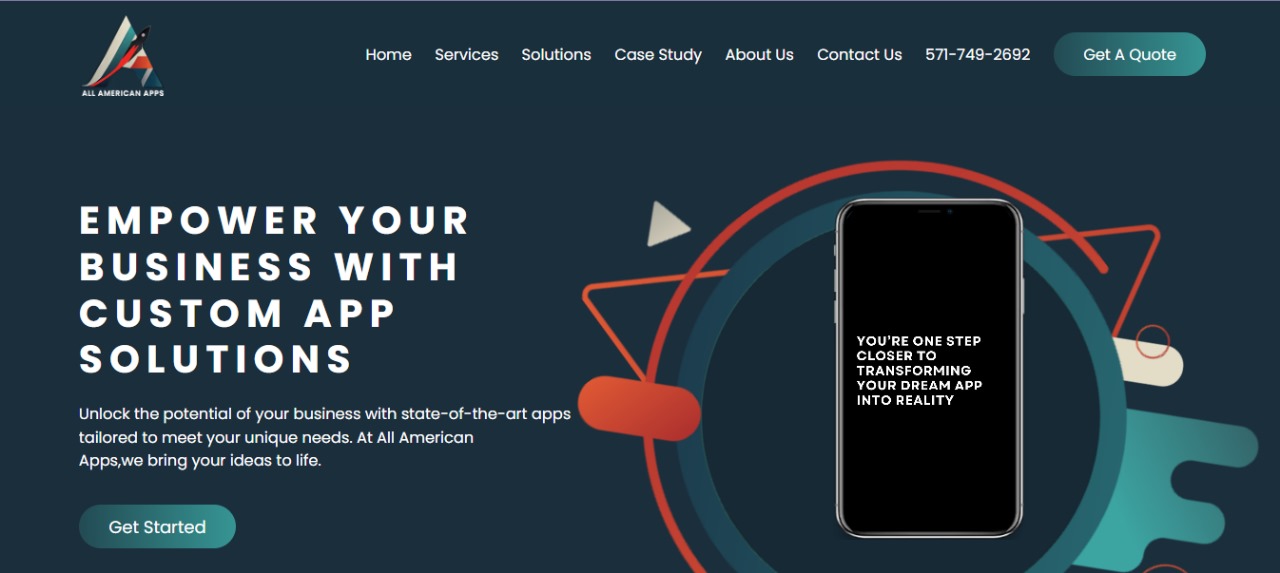 ALL AMERICAN APPS
Home Services Solutions Case Study About Us Contact Us 571-749-2692 Get A Quote
EMPOWER YOUR
BUSINESS WITH
CUSTOM APP
SOLUTIONS
Unlock the potential of your business with state-of-the-art apps
tailored to meet your unique needs. At All American
Apps,we bring your ideas to life.
Get Started
YOU'RE ONE STEP
CLOSER TO
TRANSFORMING
YOUR DREAM APP
INTO REALITY